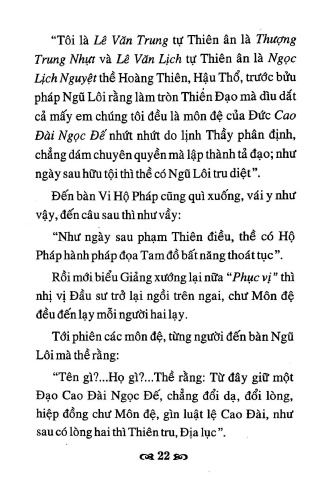 “Tôi là Lê Văn Trung tự Thiên ân là Thượng
Trung Nhựt và Lê Văn Lịch tự Thiên ân là Ngọc
Lịch Nguyệt thề Hoàng Thiên, Hậu Thổ, trước bửu
pháp Ngũ Lôi rằng làm tròn Thiên Đạo mà dìu dắt
cả mấy em chúng tôi đều là môn đệ của Đức Cao
Đài Ngọc Đế nhứt nhứt do lịnh Thầy phân định,
chẳng dám chuyên quyền mà lập thành tả đạo; như
ngày sau hữu tội thì thề có Ngũ Lôi tru diệt”.
Đến bàn Vi Hộ Pháp cũng quì xuống, vái y như
vậy, đến câu sau thì như vầy:
“Như ngày sau phạm Thiên điều, thề có Hộ
Pháp hành pháp đọa Tam đồ bất năng thoát tục”.
Rồi mới biểu Giảng xướng lại nữa “Phục vị” thì
nhị vị Đầu sư trở lại ngồi trên ngai, chư Môn đệ
đều đến lạy mỗi người hai lạy.
Tới phiên các môn đệ, từng người đến bàn Ngũ
Lôi mà thề rằng:
“Tên gì?...Họ gì?...Thề rằng: Từ đây giữ một
Đạo Cao Đài Ngọc Đế, chẳng đổi dạ, đổi lòng,
hiệp đồng chư Môn đệ, gìn luật lệ Cao Đài, như
sau có lòng hai thì Thiên tru, Địa lục”.
22